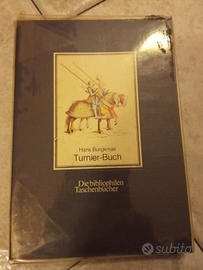 Hans Burgkmair
Turnier-Buch
Die bibliophilen
Taschenbücher
subito